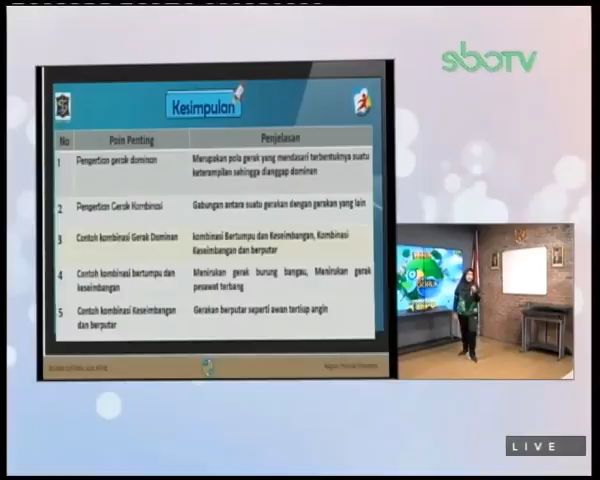 sboTV
Kesimpulan
No Poin Penting Penjelasan
1 Pengertian gerak dominan Merupakan pola gerak yang mendasari terbentuknya suatu
keterampilan sehingga dianggap dominan
2 Pengertian Gerak Kombinasi Gabungan antara suatu gerakan dengan gerakan yang lain
3 Contoh kombinasi Gerak Dominan kombinasi Bertumpu dan Keseimbangan, Kombinasi
Keseimbangan dan berputar
4 Contoh kombinasi bertumpu dan Menirukan gerak burung bangau, Menirukan gerak
keseimbangan pesawat terbang
5 Contoh kombinasi Keseimbangan Gerakan berputar seperti awan tertiup angin
dan berputar
LIVE